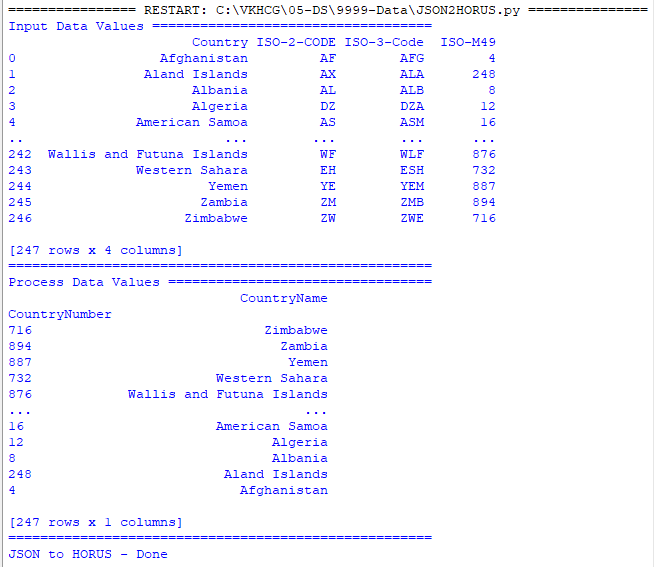 ================ RESTART: C:\VKHCG\05-DS\9999-Data\JSON2HORUS.py ===============
Input Data Values ===================================
                       Country ISO-2-CODE ISO-3-Code  ISO-M49
0                  Afghanistan         AF        AFG        4
1                Aland Islands         AX        ALA      248
2                      Albania         AL        ALB        8
3                      Algeria         DZ        DZA       12
4               American Samoa         AS        ASM       16
..                         ...        ...        ...      ...
242  Wallis and Futuna Islands         WF        WLF      876
243             Western Sahara         EH        ESH      732
244                      Yemen         YE        YEM      887
245                     Zambia         ZM        ZMB      894
246                   Zimbabwe         ZW        ZWE      716
[247 rows x 4 columns]
=====================================================
Process Data Values =================================
                             CountryName
CountryNumber
716                             Zimbabwe
894                               Zambia
887                                Yemen
732                       Western Sahara
876            Wallis and Futuna Islands
...                                  ...
16                        American Samoa
12                               Algeria
8                                Albania
248                        Aland Islands
4                            Afghanistan
[247 rows x 1 columns]
=====================================================
JSON to HORUS - Done